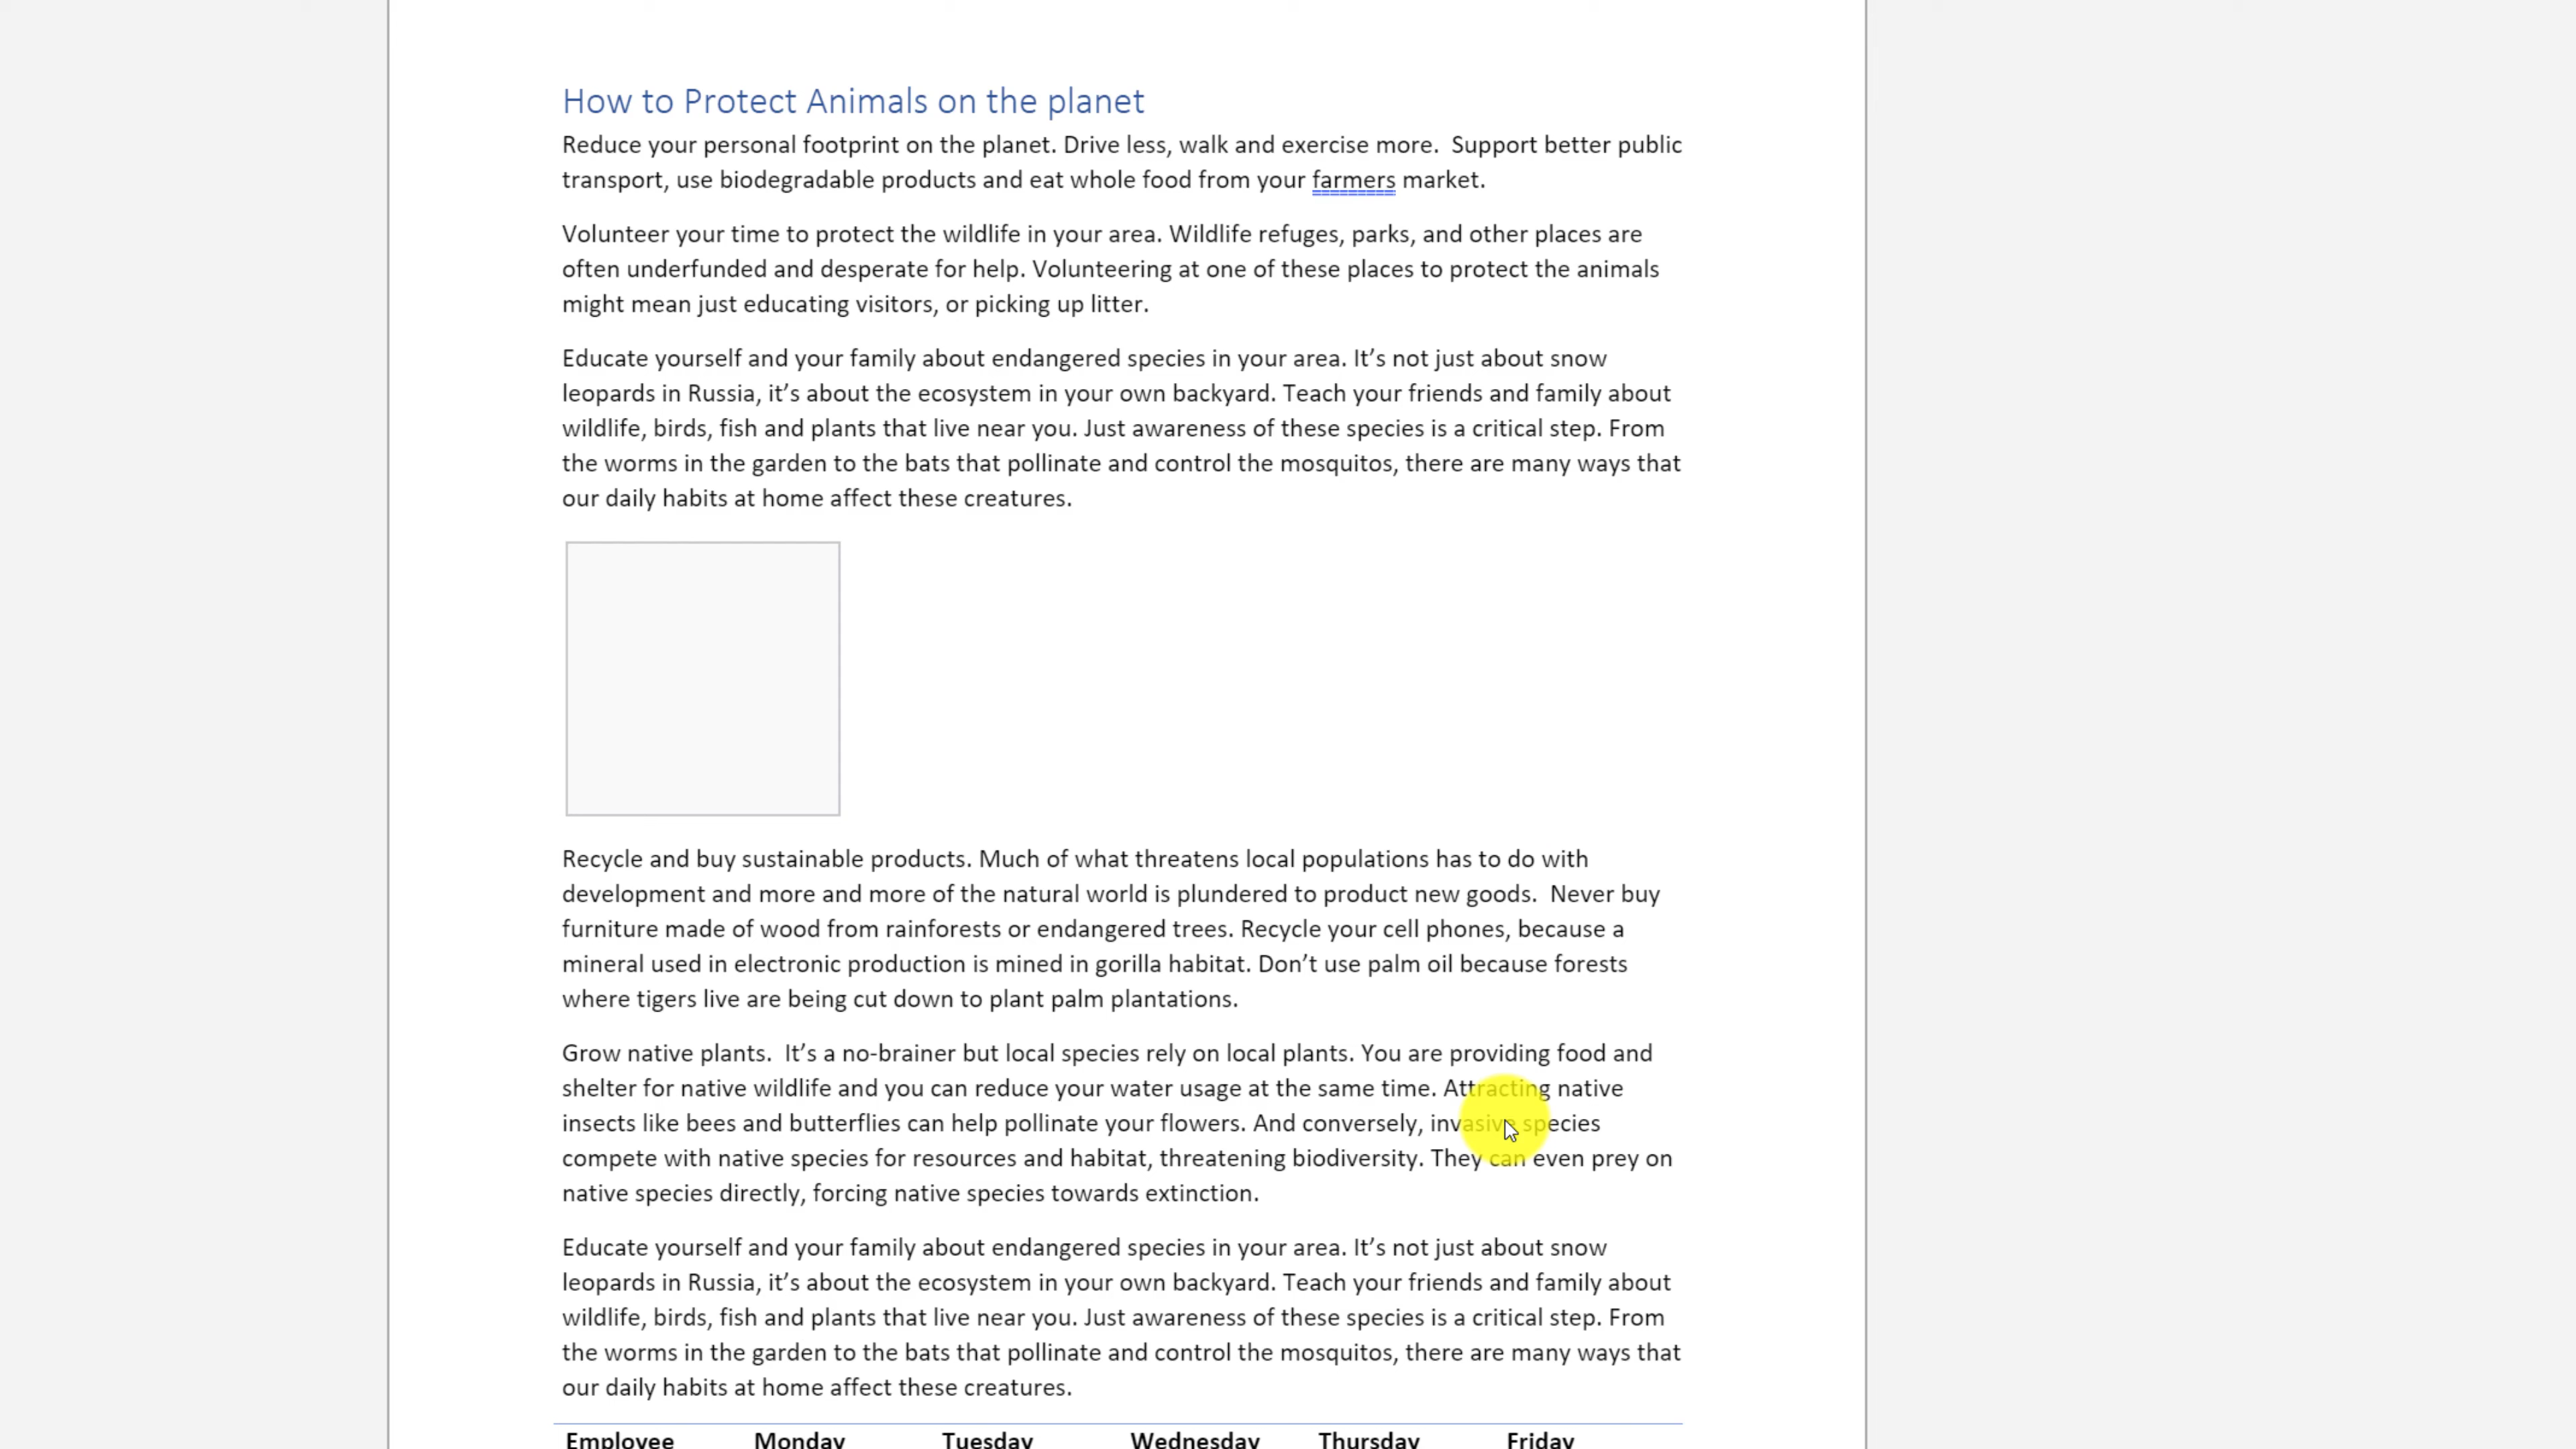 How to Protect Animals on the planet
Reduce your personal footprint on the planet. Drive less, walk and exercise more.  Support better public
transport, use biodegradable products and eat whole food from your farmers market.
Volunteer your time to protect the wildlife in your area. Wildlife refuges, parks, and other places are
often underfunded and desperate for help. Volunteering at one of these places to protect the animals
might mean just educating visitors, or picking up litter.
Educate yourself and your family about endangered species in your area. It’s not just about snow
leopards in Russia, it’s about the ecosystem in your own backyard. Teach your friends and family about
wildlife, birds, fish and plants that live near you. Just awareness of these species is a critical step. From
the worms in the garden to the bats that pollinate and control the mosquitos, there are many ways that
our daily habits at home affect these creatures.
Recycle and buy sustainable products. Much of what threatens local populations has to do with
development and more and more of the natural world is plundered to product new goods.  Never buy
furniture made of wood from rainforests or endangered trees. Recycle your cell phones, because a
mineral used in electronic production is mined in gorilla habitat. Don’t use palm oil because forests
where tigers live are being cut down to plant palm plantations.
Grow native plants.  It’s a no-brainer but local species rely on local plants. You are providing food and
shelter for native wildlife and you can reduce your water usage at the same time. Attracting native
insects like bees and butterflies can help pollinate your flowers. And conversely, invasive species
compete with native species for resources and habitat, threatening biodiversity. They can even prey on
native species directly, forcing native species towards extinction.
Educate yourself and your family about endangered species in your area. It’s not just about snow
leopards in Russia, it’s about the ecosystem in your own backyard. Teach your friends and family about
wildlife, birds, fish and plants that live near you. Just awareness of these species is a critical step. From
the worms in the garden to the bats that pollinate and control the mosquitos, there are many ways that
our daily habits at home affect these creatures.
Employee Monday Tuesday Wednesday Thursday Friday